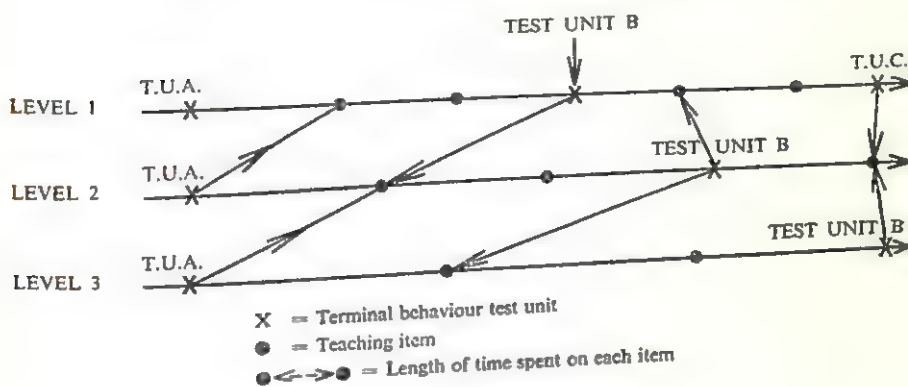 TEST UNIT B
T.U.A.
T.U.C.
LEVEL 1
T.U.A.
TEST UNIT B
LEVEL 2
T.U.A.
TEST UNIT B
LEVEL 3
X = Terminal behaviour test unit
= Teaching item
= Length of time spent on each item